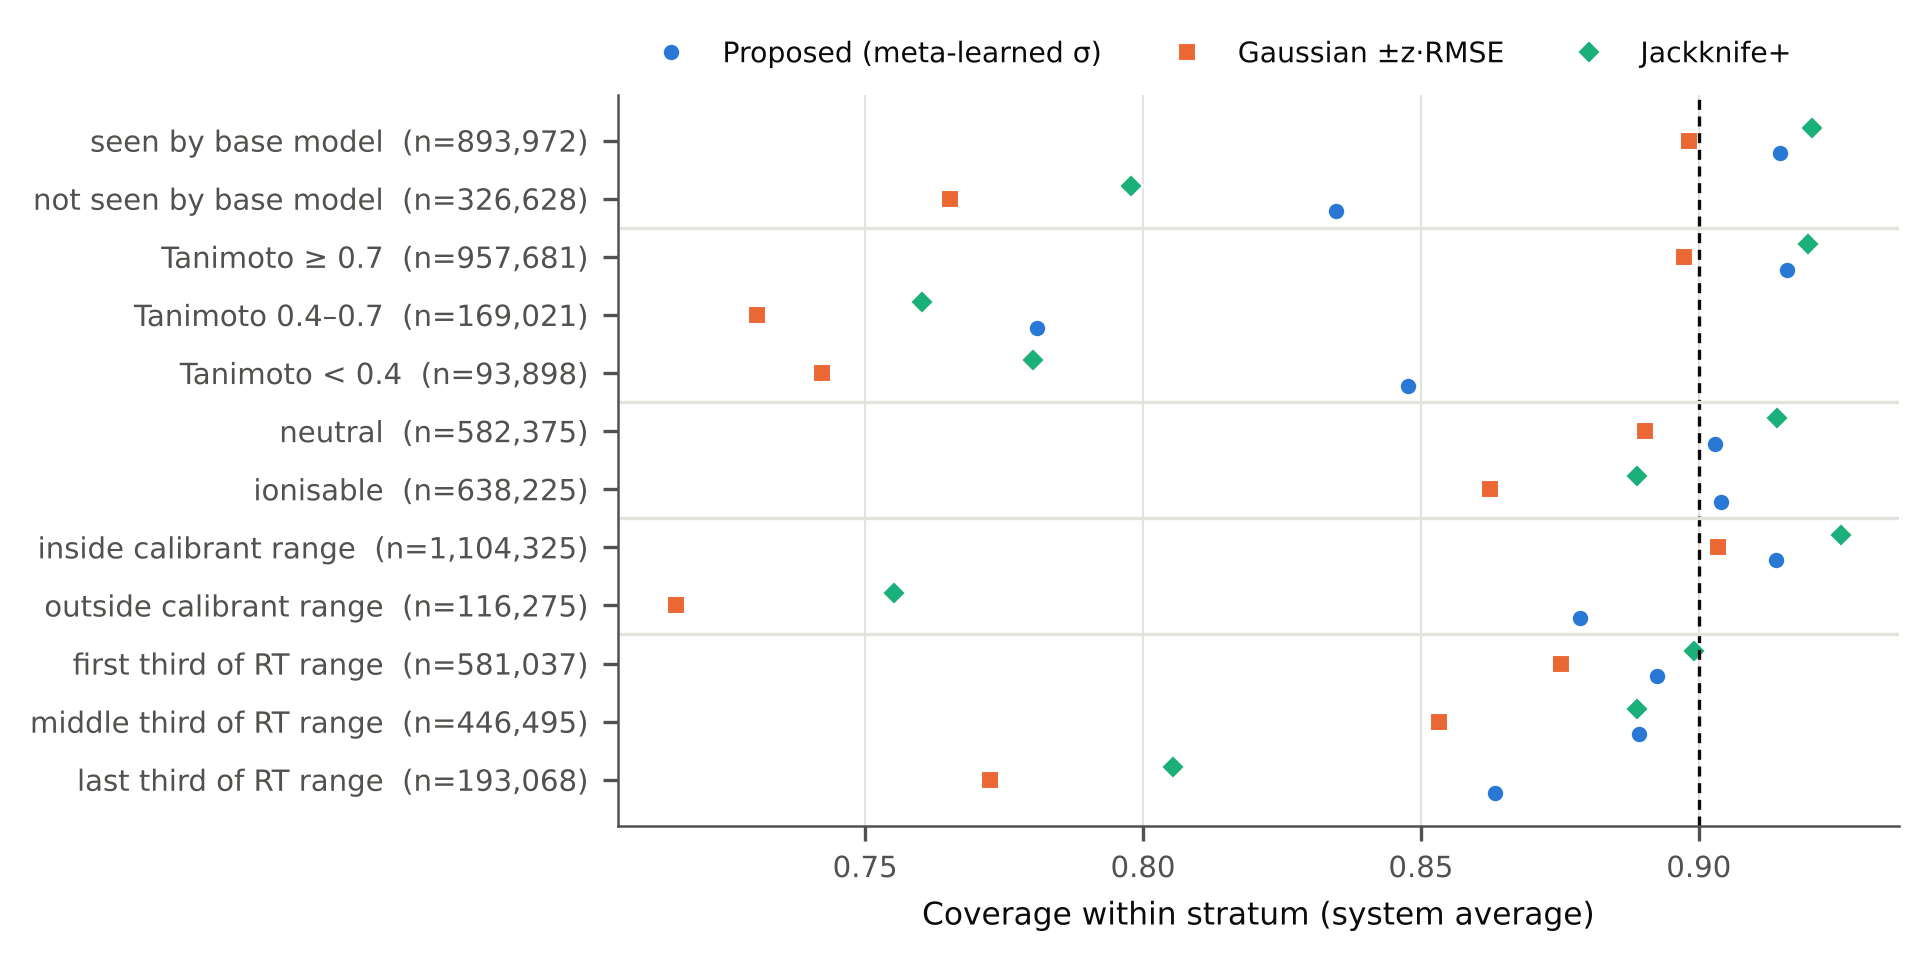 Proposed (meta-learned σ)
Gaussian ±z·RMSE
Jackknife+
seen by base model (n=893,972)
not seen by base model (n=326,628)
Tanimoto ≥ 0.7 (n=957,681)
Tanimoto 0.4–0.7 (n=169,021)
Tanimoto < 0.4 (n=93,898)
neutral (n=582,375)
ionisable (n=638,225)
inside calibrant range (n=1,104,325)
outside calibrant range (n=116,275)
first third of RT range (n=581,037)
middle third of RT range (n=446,495)
last third of RT range (n=193,068)
0.75 0.80 0.85 0.90
Coverage within stratum (system average)